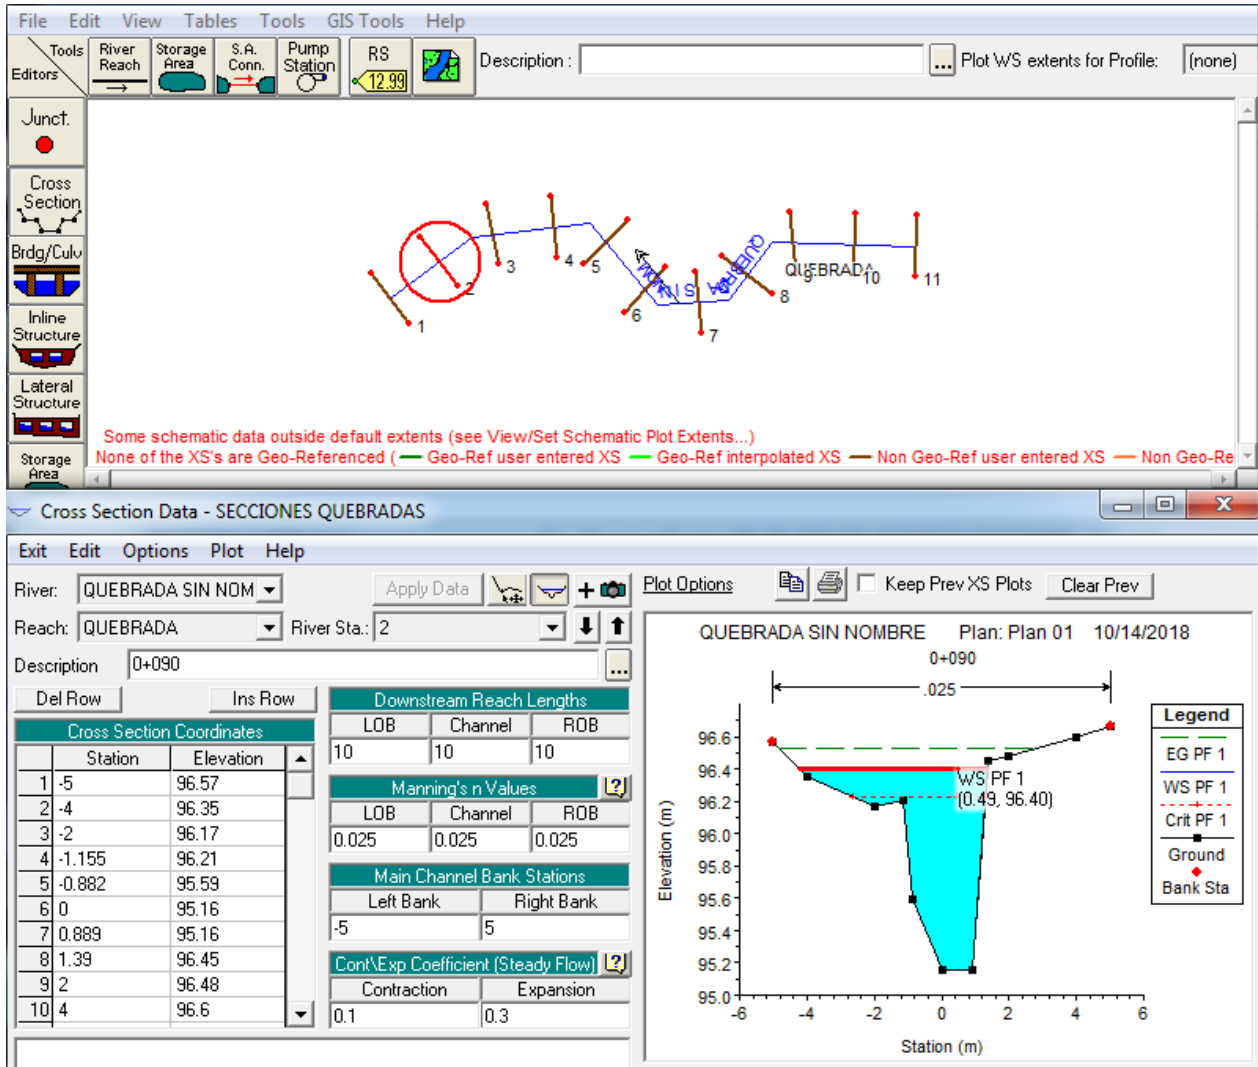 File Edit View Tables Tools GIS Tools Help
Tools
Editors
River Reach
Storage Area
S.A. Conn.
Pump Station
RS
12.99
Description :
...
Plot WS extents for Profile:
(none)
Junct.
Cross Section
Brdg/Culv
Inline Structure
Lateral Structure
Storage Area
1
2
3
4
5
6
7
8
9
10
11
QUEBRADA
Some schematic data outside default extents (see View/Set Schematic Plot Extents...)
None of the XS's are Geo-Referenced ( Geo-Ref user entered XS Geo-Ref interpolated XS Non Geo-Ref user entered XS Non Geo-Re
Cross Section Data - SECCIONES QUEBRADAS
Exit Edit Options Plot Help
River: QUEBRADA SIN NOM
Apply Data
Reach: QUEBRADA River Sta.: 2
Description 0+090 ...
Del Row Ins Row
Cross Section Coordinates
Station Elevation
1 -5 96.57
2 -4 96.35
3 -2 96.17
4 -1.155 96.21
5 -0.882 95.59
6 0 95.16
7 0.889 95.16
8 1.39 96.45
9 2 96.48
10 4 96.6
Downstream Reach Lengths
LOB Channel ROB
10 10 10
Manning's n Values ?
LOB Channel ROB
0.025 0.025 0.025
Main Channel Bank Stations
Left Bank Right Bank
-5 5
Cont\Exp Coefficient (Steady Flow) ?
Contraction Expansion
0.1 0.3
Plot Options Keep Prev XS Plots Clear Prev
QUEBRADA SIN NOMBRE Plan: Plan 01 10/14/2018
0+090
.025
96.6
96.4
96.2
96.0
95.8
95.6
95.4
95.2
95.0
Elevation (m)
WS PF 1
(0.49, 96.40)
-6 -4 -2 0 2 4 6
Station (m)
Legend
EG PF 1
WS PF 1
Crit PF 1
Ground
Bank Sta